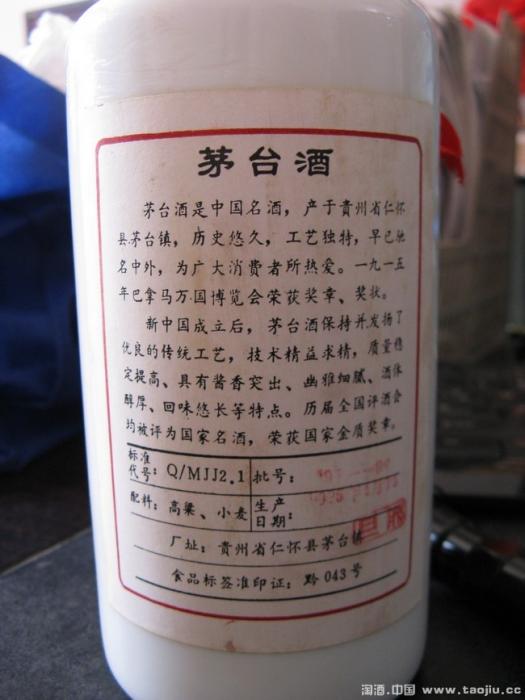 茅台酒
茅台酒是中国名酒，产于贵州省仁怀
县茅台镇，历史悠久，工艺独特，早已驰
名中外，为广大消费者所热爱。一九一五
年巴拿马万国博览会荣获奖章、奖状。
新中国成立后，茅台酒保持并发扬了
优良的传统工艺，技术精益求精，质量稳
定提高、具有酱香突出、幽雅细腻、酒体
醇厚、回味悠长等特点。历届全国评酒会
均被评为国家名酒，荣获国家金质奖章。
标准代号：Q/MJJ2.1 批号：
配料：高粱、小麦 生产日期：
厂址：贵州省仁怀县茅台镇
食品标签准印证：黔 043 号
淘酒.中国 www.taojiu.cc